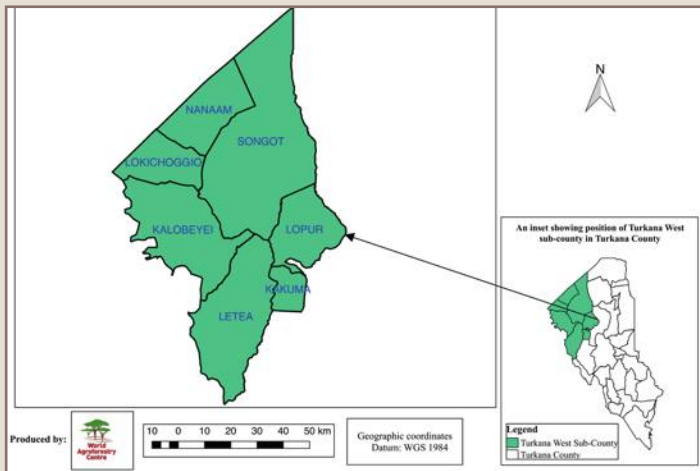 NANAAM
SONGOT
LOKICHOGGIO
KALOBEYEI
LOPUR
KAKUMA
LETEA
N
An inset showing position of Turkana West
sub-county in Turkana County
Legend
Turkana West Sub-County
Turkana County
Produced by:
World
Agroforestry
Centre
10 0 10 20 30 40 50 km
Geographic coordinates
Datum: WGS 1984